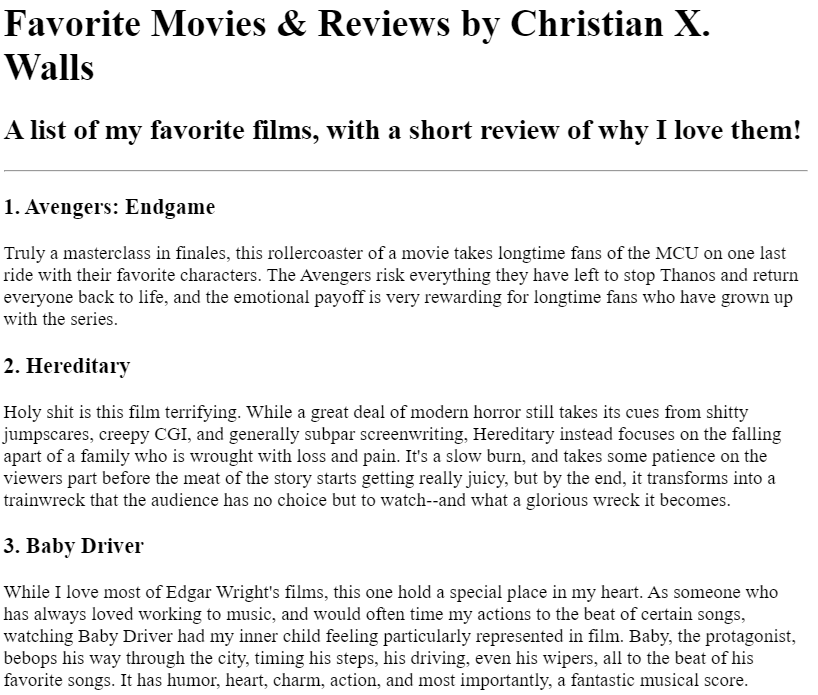 Favorite Movies & Reviews by Christian X.
Walls
A list of my favorite films, with a short review of why I love them!
1. Avengers: Endgame
Truly a masterclass in finales, this rollercoaster of a movie takes longtime fans of the MCU on one last
ride with their favorite characters. The Avengers risk everything they have left to stop Thanos and return
everyone back to life, and the emotional payoff is very rewarding for longtime fans who have grown up
with the series.
2. Hereditary
Holy shit is this film terrifying. While a great deal of modern horror still takes its cues from shitty
jumpscares, creepy CGI, and generally subpar screenwriting, Hereditary instead focuses on the falling
apart of a family who is wrought with loss and pain. It's a slow burn, and takes some patience on the
viewers part before the meat of the story starts getting really juicy, but by the end, it transforms into a
trainwreck that the audience has no choice but to watch--and what a glorious wreck it becomes.
3. Baby Driver
While I love most of Edgar Wright's films, this one hold a special place in my heart. As someone who
has always loved working to music, and would often time my actions to the beat of certain songs,
watching Baby Driver had my inner child feeling particularly represented in film. Baby, the protagonist,
bebops his way through the city, timing his steps, his driving, even his wipers, all to the beat of his
favorite songs. It has humor, heart, charm, action, and most importantly, a fantastic musical score.